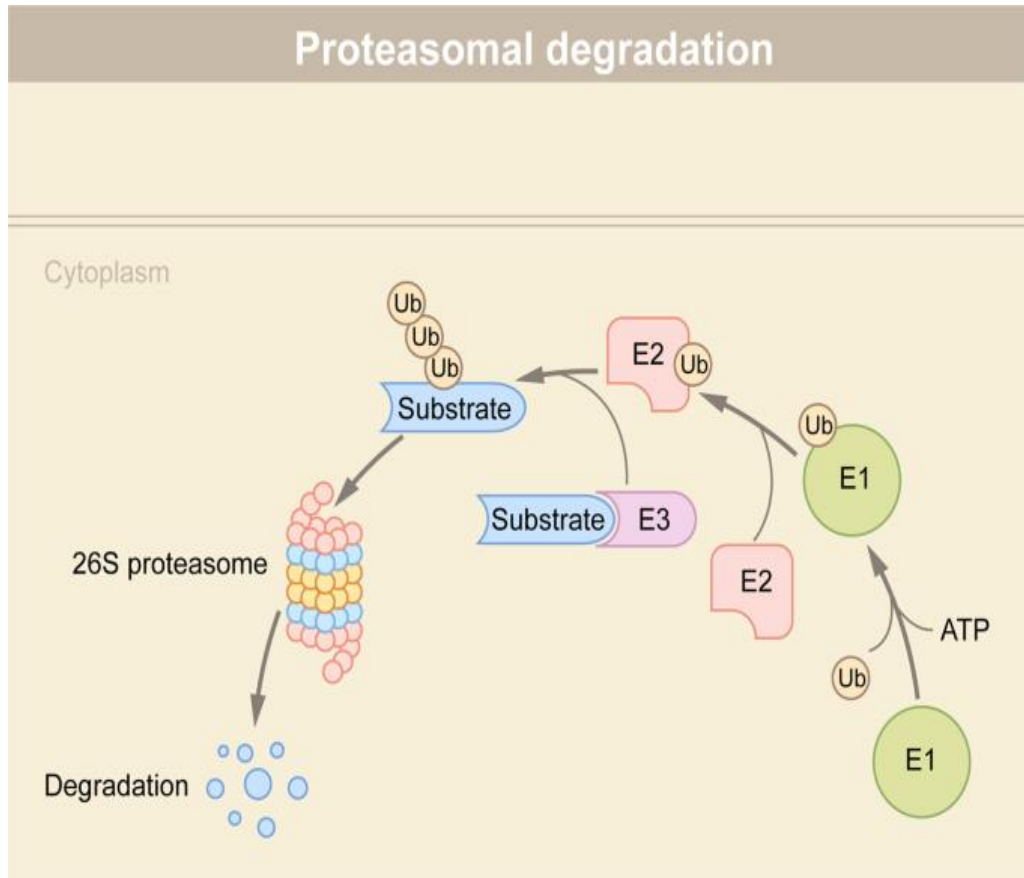 Proteasomal degradation
Cytoplasm
Ub
Ub
Ub
Substrate
E2
Ub
Ub
E1
Substrate
E3
E2
26S proteasome
ATP
Ub
E1
Degradation